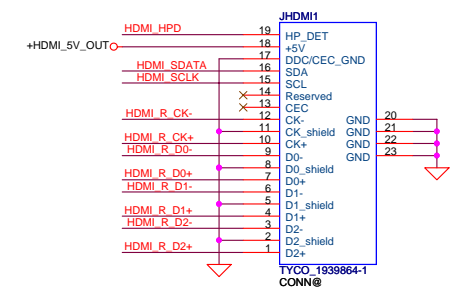 JHDMI1
HDMI_HPD 19 HP_DET
+HDMI_5V_OUT 18 +5V
17 DDC/CEC_GND
HDMI_SDATA 16 SDA
HDMI_SCLK 15 SCL
14 Reserved
13 CEC
HDMI_R_CK- 12 CK- GND 20
11 CK_shield GND 21
HDMI_R_CK+ 10 CK+ GND 22
HDMI_R_D0- 9 D0- GND 23
8 D0_shield
HDMI_R_D0+ 7 D0+
HDMI_R_D1- 6 D1-
5 D1_shield
HDMI_R_D1+ 4 D1+
HDMI_R_D2- 3 D2-
2 D2_shield
HDMI_R_D2+ 1 D2+
TYCO_1939864-1
CONN@